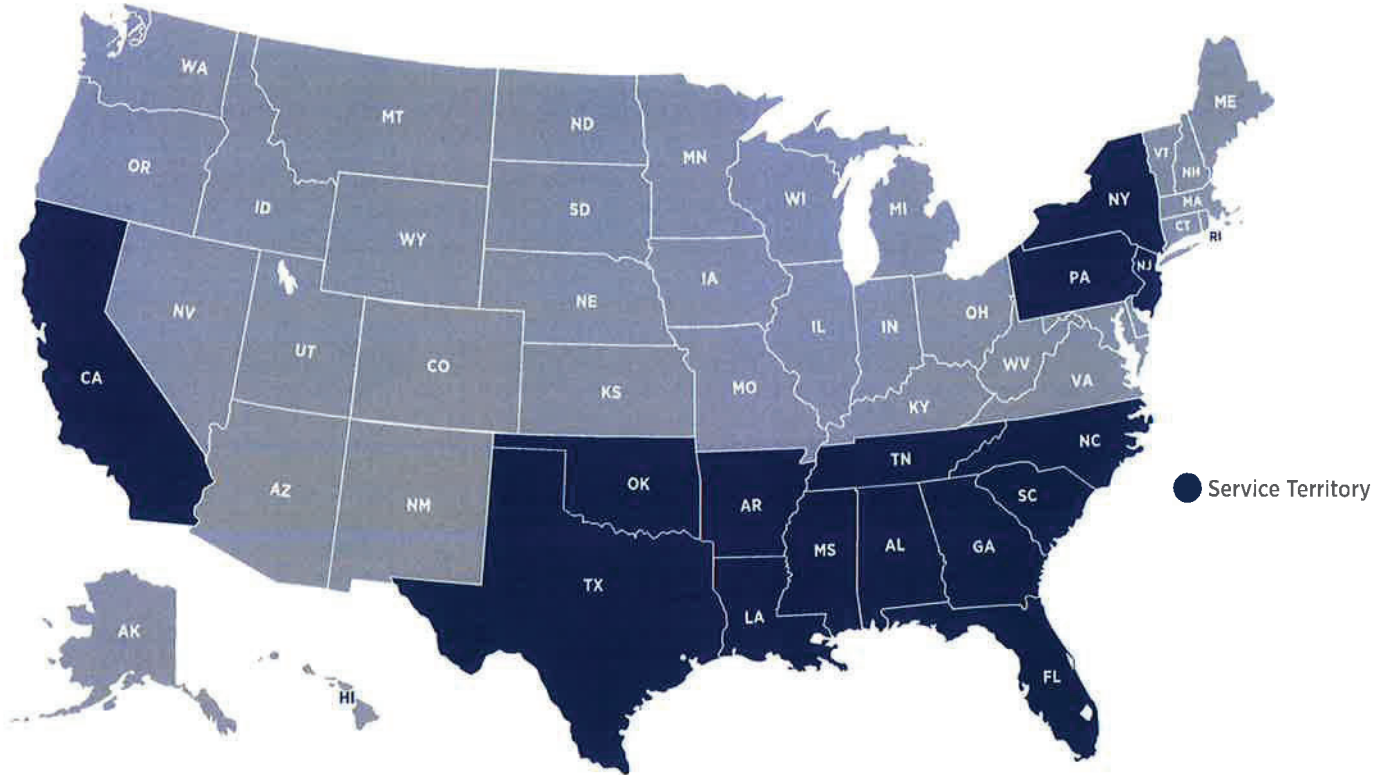 WA
MT
ND
MN
ME
VT
NH
OR
ID
SD
WI
MI
NY
MA
CT
RI
WY
IA
PA
NJ
NE
NV
UT
CO
IL
IN
OH
WV
VA
CA
KS
MO
KY
NC
TN
AZ
NM
OK
AR
SC
Service Territory
MS
AL
GA
TX
LA
AK
FL
HI